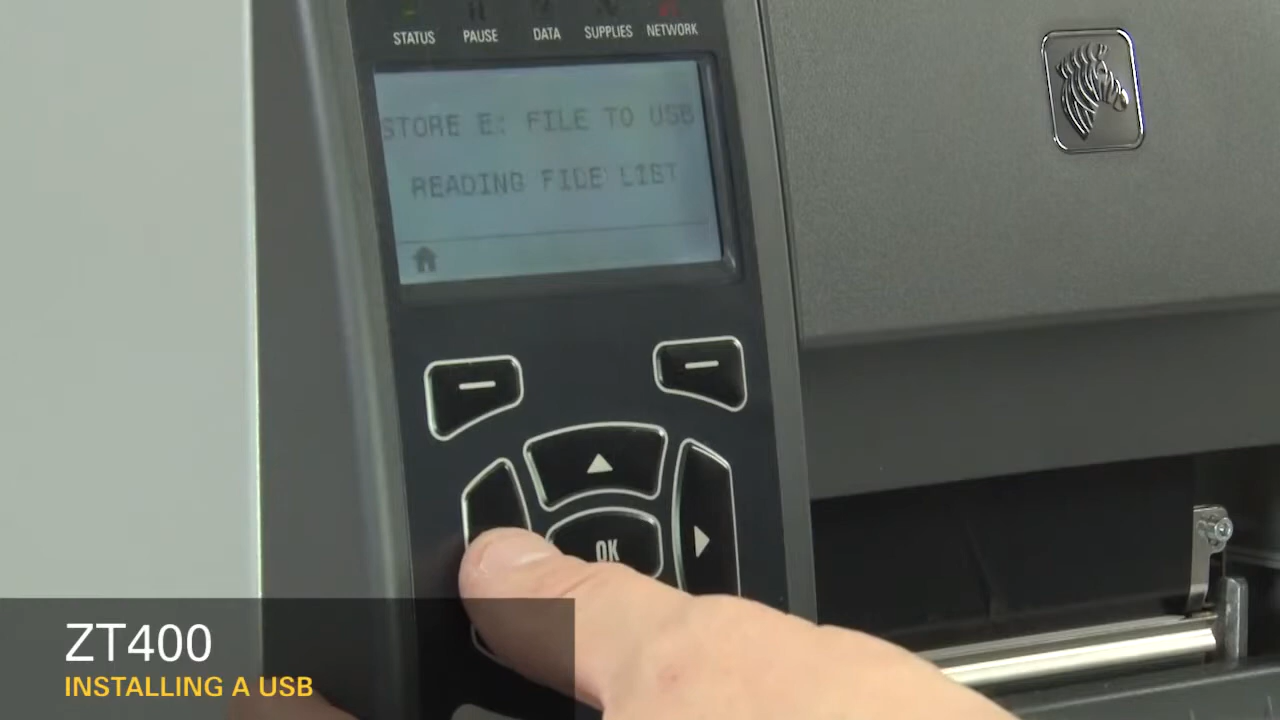 STATUS PAUSE DATA SUPPLIES NETWORK
STORE E: FILE TO USB
READING FILE LIST
OK
ZT400
INSTALLING A USB